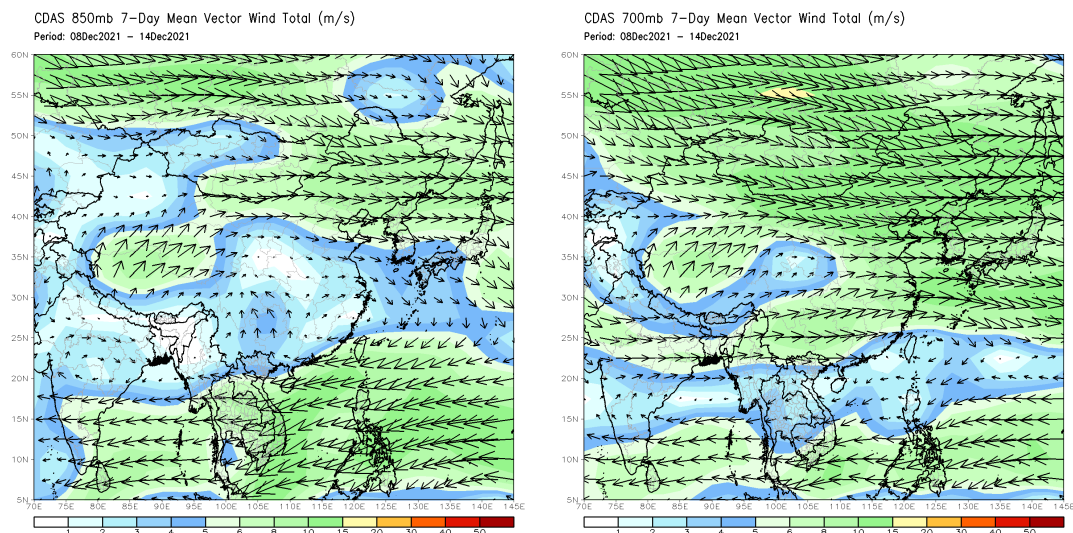 CDAS 850mb 7-Day Mean Vector Wind Total (m/s)
Period: 08Dec2021 - 14Dec2021
60N
55N
50N
45N
40N
35N
30N
25N
20N
15N
10N
5N
70E 75E 80E 85E 90E 95E 100E 105E 110E 115E 120E 125E 130E 135E 140E 145E
1 2 3 4 5 6 8 10 15 20 30 40 50
CDAS 700mb 7-Day Mean Vector Wind Total (m/s)
Period: 08Dec2021 - 14Dec2021
60N
55N
50N
45N
40N
35N
30N
25N
20N
15N
10N
5N
70E 75E 80E 85E 90E 95E 100E 105E 110E 115E 120E 125E 130E 135E 140E 145E
1 2 3 4 5 6 8 10 15 20 30 40 50